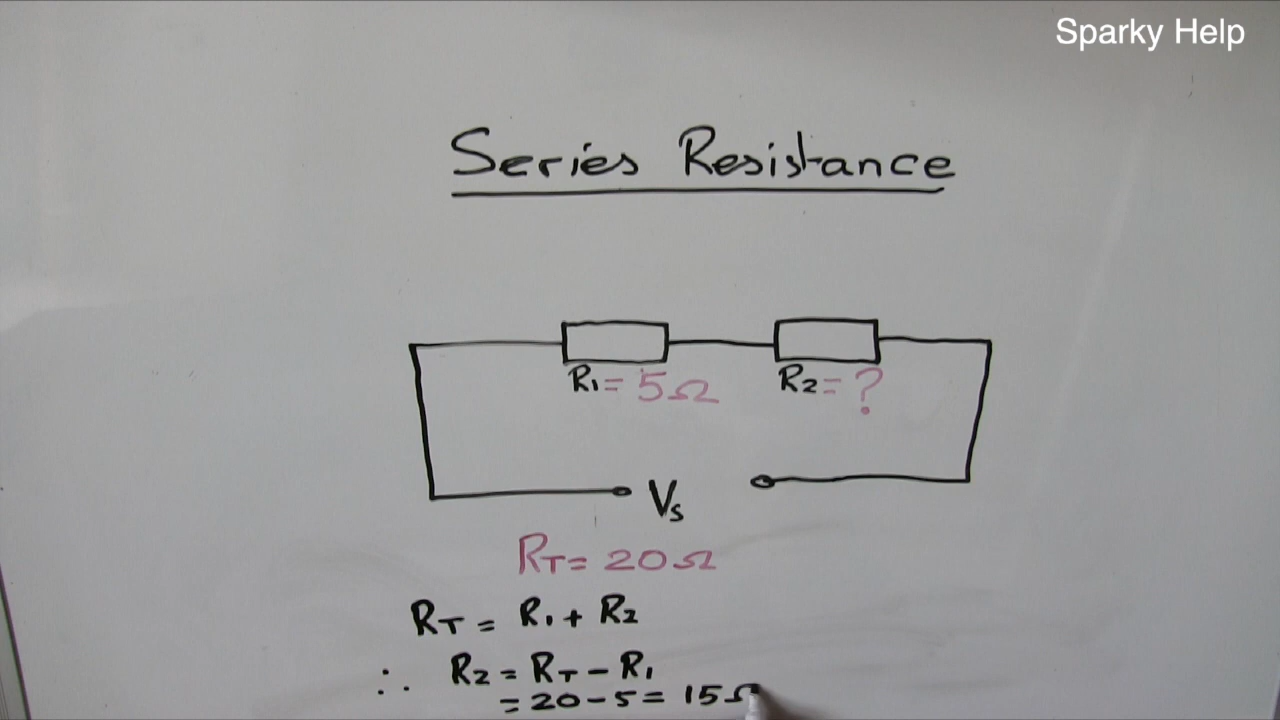 Sparky Help
Series Resistance
R1 = 5Ω R2 = ?
Vs
RT = 20Ω
RT = R1 + R2
∴ R2 = RT − R1
= 20 − 5 = 15Ω